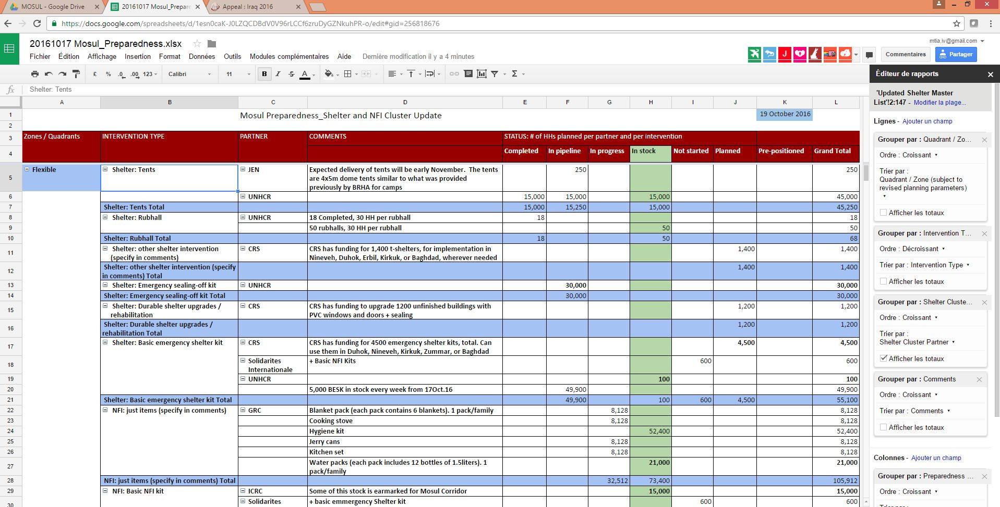 MOSUL - Google Drive
20161017 Mosul_Prepare
Appeal : Iraq 2016
https://docs.google.com/spreadsheets/d/1esn0caK-J0LZQCDBdV0V96rLCCf6zruDyGZNkuhPR-o/edit#gid=256818676
20161017 Mosul_Preparedness.xlsx
mtia.iv@gmail.com
Fichier Édition Affichage Insertion Format Données Outils Modules complémentaires Aide Dernière modification il y a 4 minutes
J
Commentaires
Partager
£ % .0 .00 123 Calibri 11 B I S A Σ
fx Shelter: Tents
A B C D E F G H I J K L
1 Mosul Preparedness_Shelter and NFI Cluster Update 19 October 2016
2
3 Zones / Quadrants INTERVENTION TYPE PARTNER COMMENTS STATUS: # of HHs planned per partner and per intervention
4 Completed In pipeline In progress In stock Not started Planned Pre-positioned Grand Total
5 Flexible Shelter: Tents JEN Expected delivery of tents will be early November. The tents 250 250
are 4x5m dome tents similar to what was provided
previously by BRHA for camps
6 UNHCR 15,000 15,000 15,000 45,000
7 Shelter: Tents Total 15,000 15,250 15,000 45,250
8 Shelter: Rubhall UNHCR 18 Completed, 30 HH per rubhall 18 18
9 50 rubhalls, 30 HH per rubhall 50 50
10 Shelter: Rubhall Total 18 50 68
11 Shelter: other shelter intervention CRS CRS has funding for 1,400 t-shelters, for implementation in 1,400 1,400
(specify in comments) Nineveh, Duhok, Erbil, Kirkuk, or Baghdad, wherever needed
12 Shelter: other shelter intervention (specify 1,400 1,400
in comments) Total
13 Shelter: Emergency sealing-off kit UNHCR 30,000 30,000
14 Shelter: Emergency sealing-off kit Total 30,000 30,000
15 Shelter: Durable shelter upgrades / CRS CRS has funding to upgrade 1200 unfinished buildings with 1,200 1,200
rehabilitation PVC windows and doors + sealing
16 Shelter: Durable shelter upgrades / 1,200 1,200
rehabilitation Total
17 Shelter: Basic emergency shelter kit CRS CRS has funding for 4500 emergency shelter kits, total. Can 4,500 4,500
use them in Duhok, Nineveh, Kirkuk, Zummar, or Baghdad
18 Solidarites + Basic NFI Kits 600 600
Internationale
19 UNHCR 100 100
20 5,000 BESK in stock every week from 17Oct.16 49,900 49,900
21 Shelter: Basic emergency shelter kit Total 49,900 100 600 4,500 55,100
22 NFI: just items (specify in comments) GRC Blanket pack (each pack contains 6 blankets). 1 pack/family 8,128 8,128
23 Cooking stove 8,128 8,128
24 Hygiene kit 52,400 52,400
25 Jerry cans 8,128 8,128
26 Kitchen set 8,128 8,128
27 Water packs (each pack includes 12 bottles of 1.5liters). 1 21,000 21,000
pack/family
28 NFI: just items (specify in comments) Total 32,512 73,400 105,912
29 NFI: Basic NFI kit ICRC Some of this stock is earmarked for Mosul Corridor 15,000 15,000
30 Solidarites + basic emmergency Shelter kit 600 600
Éditeur de rapports
'Updated Shelter Master
List'!2:147 - Modifier la plage...
Lignes - Ajouter un champ
Grouper par : Quadrant / Zo...
Ordre : Croissant
Trier par :
Quadrant / Zone (subject to
revised planning parameters)
Afficher les totaux
Grouper par : Intervention T...
Ordre : Décroissant
Trier par : Intervention Type
Afficher les totaux
Grouper par : Shelter Cluste...
Ordre : Croissant
Trier par :
Shelter Cluster Partner
Afficher les totaux
Grouper par : Comments
Ordre : Croissant
Trier par : Comments
Afficher les totaux
Colonnes - Ajouter un champ
Grouper par : Preparedness ...
Ordre : Croissant